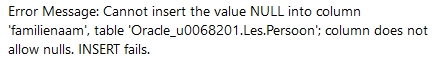 Error Message: Cannot insert the value NULL into column
'familienaam', table 'Oracle_u0068201.Les.Persoon'; column does not
allow nulls. INSERT fails.